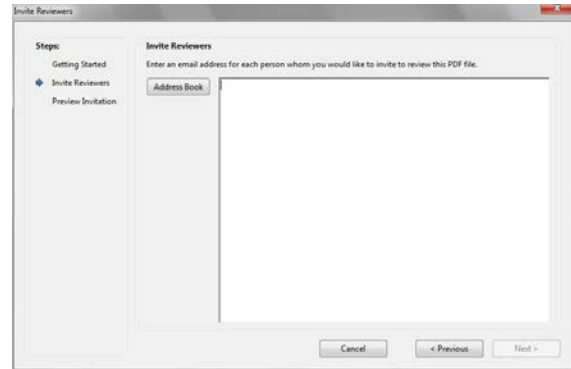 Invite Reviewers
Steps:
Getting Started
Invite Reviewers
Preview Invitation
Invite Reviewers
Enter an email address for each person whom you would like to invite to review this PDF file.
Address Book
Cancel
< Previous
Next >